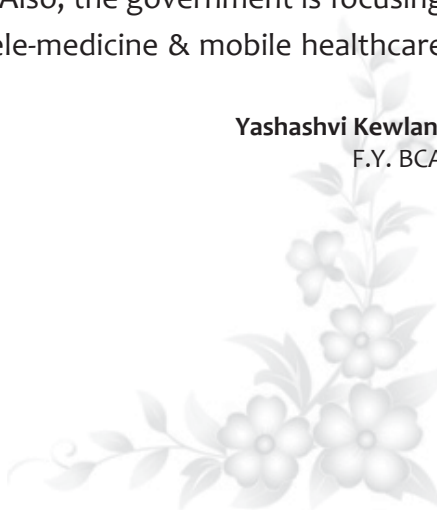 Also, the government is focusing
ele-medicine & mobile healthcare
Yashashvi Kewlan
F.Y. BCA